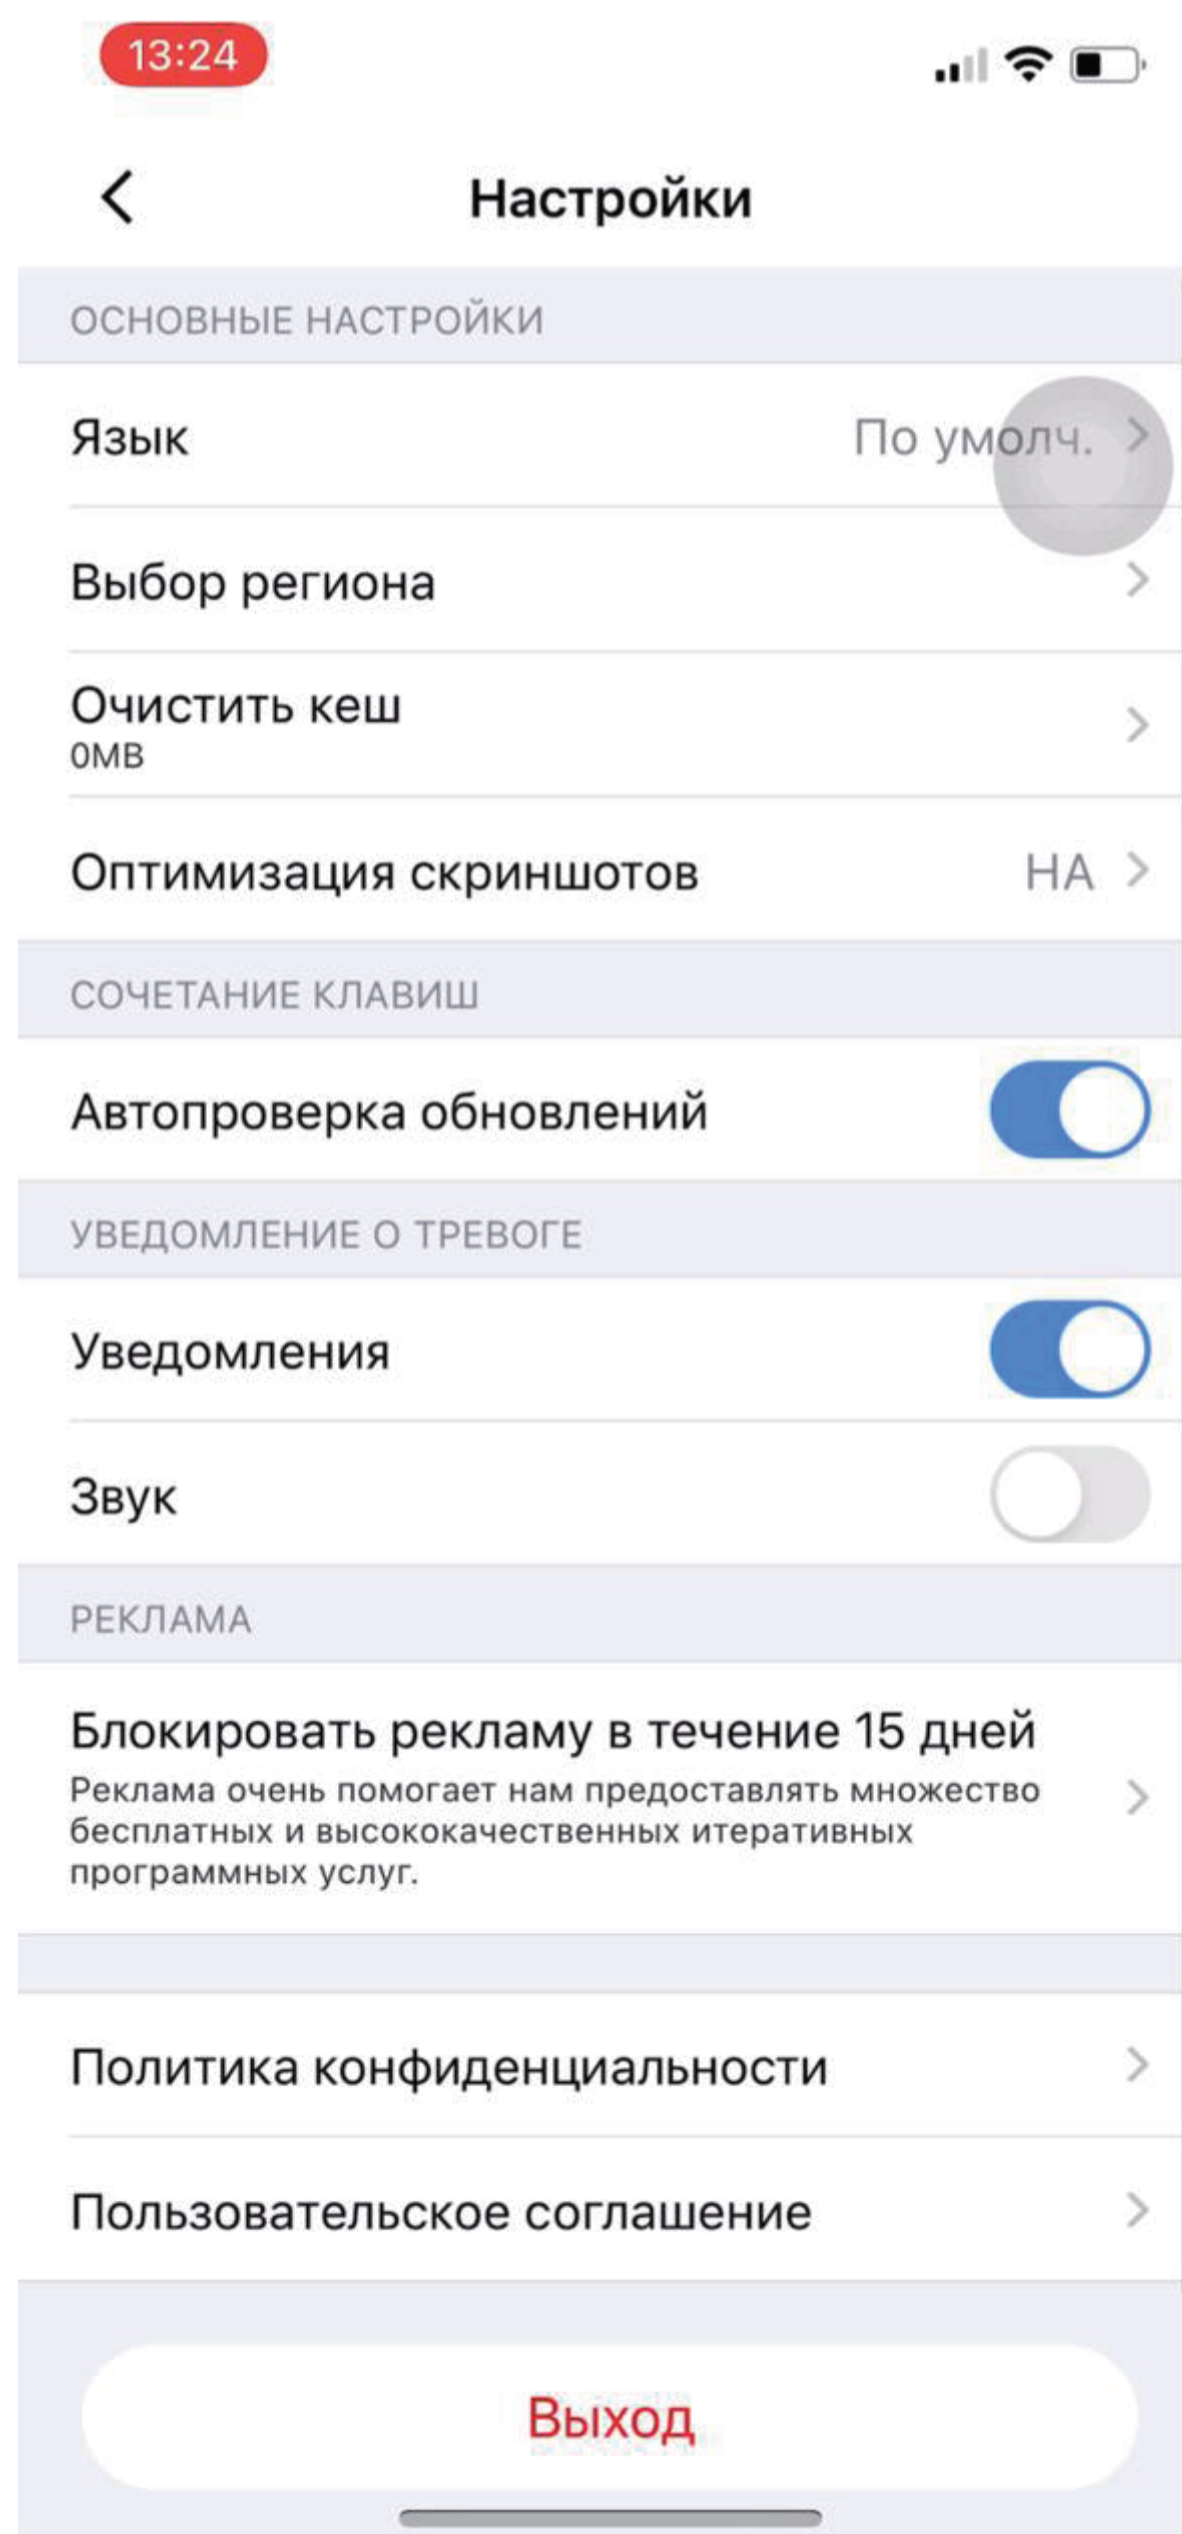 13:24
Настройки
ОСНОВНЫЕ НАСТРОЙКИ
Язык
По умолч.
Выбор региона
Очистить кеш
0MB
Оптимизация скриншотов
НА
СОЧЕТАНИЕ КЛАВИШ
Автопроверка обновлений
УВЕДОМЛЕНИЕ О ТРЕВОГЕ
Уведомления
Звук
РЕКЛАМА
Блокировать рекламу в течение 15 дней
Реклама очень помогает нам предоставлять множество
бесплатных и высококачественных итеративных
программных услуг.
Политика конфиденциальности
Пользовательское соглашение
Выход